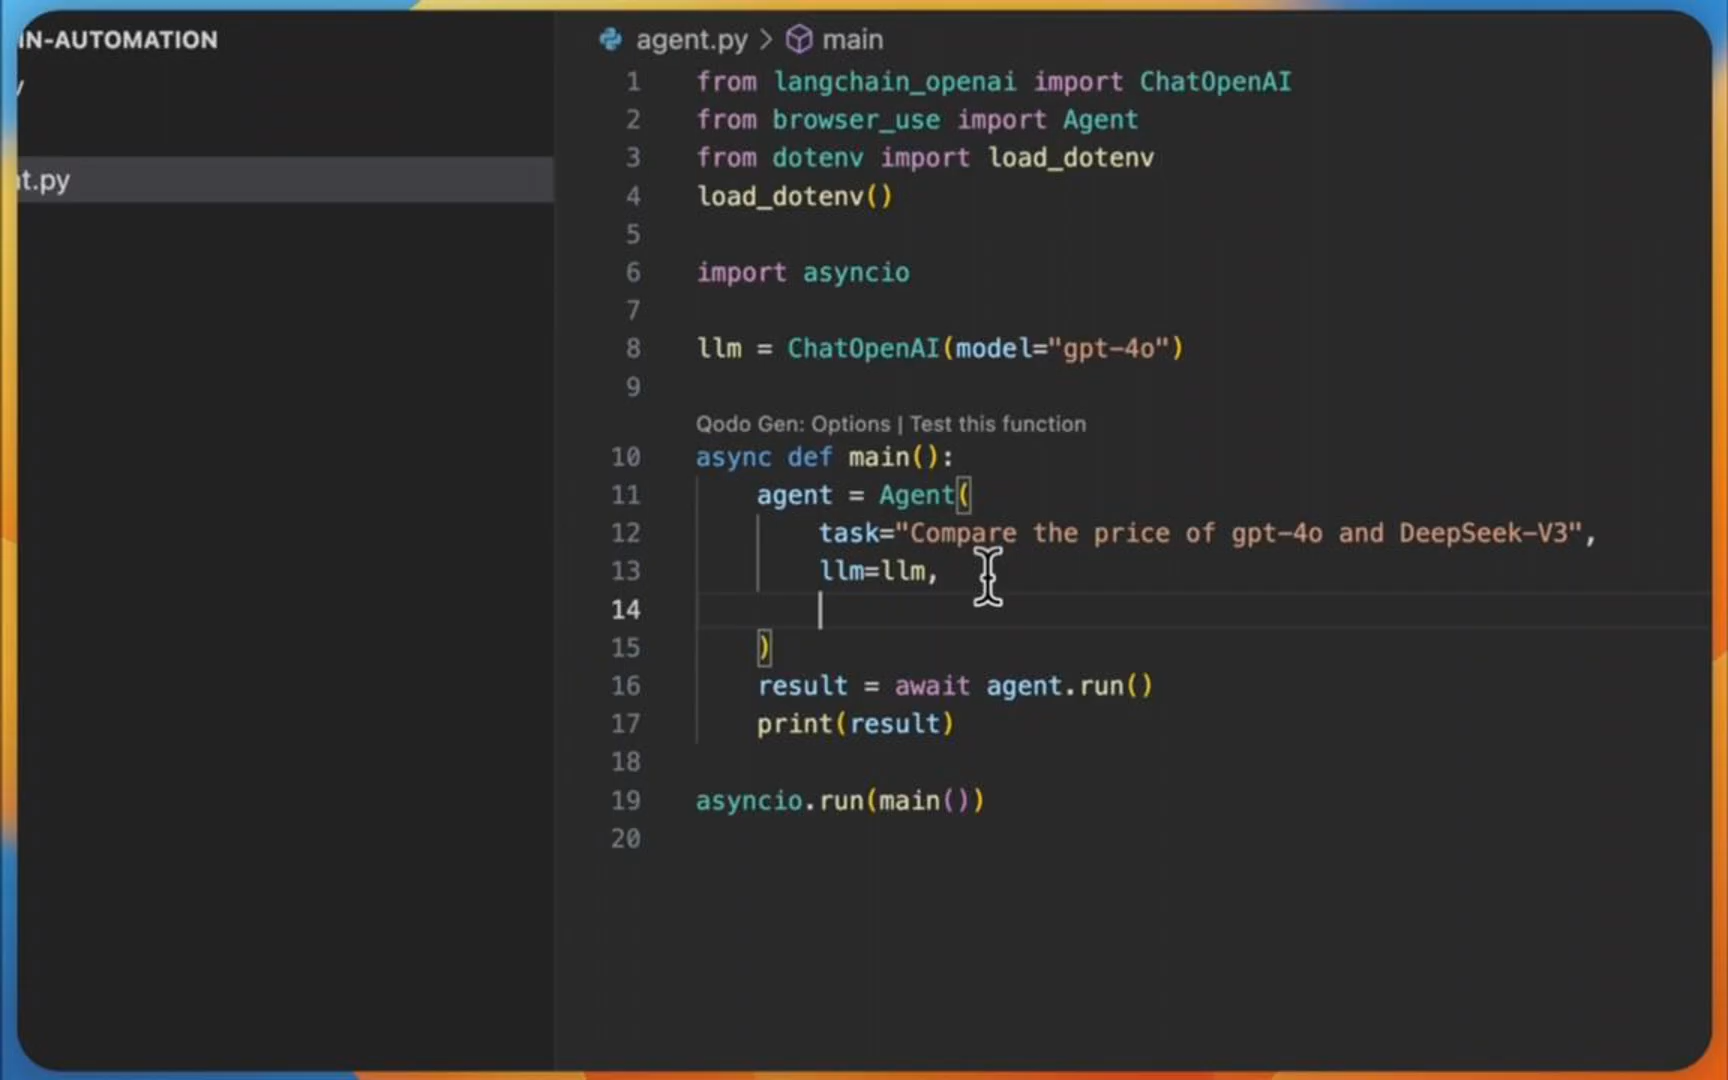 IN-AUTOMATION
t.py
agent.py > main
1 from langchain_openai import ChatOpenAI
2 from browser_use import Agent
3 from dotenv import load_dotenv
4 load_dotenv()
5
6 import asyncio
7
8 llm = ChatOpenAI(model="gpt-4o")
9
Qodo Gen: Options | Test this function
10 async def main():
11     agent = Agent(
12         task="Compare the price of gpt-4o and DeepSeek-V3",
13         llm=llm,
14
15     )
16     result = await agent.run()
17     print(result)
18
19 asyncio.run(main())
20